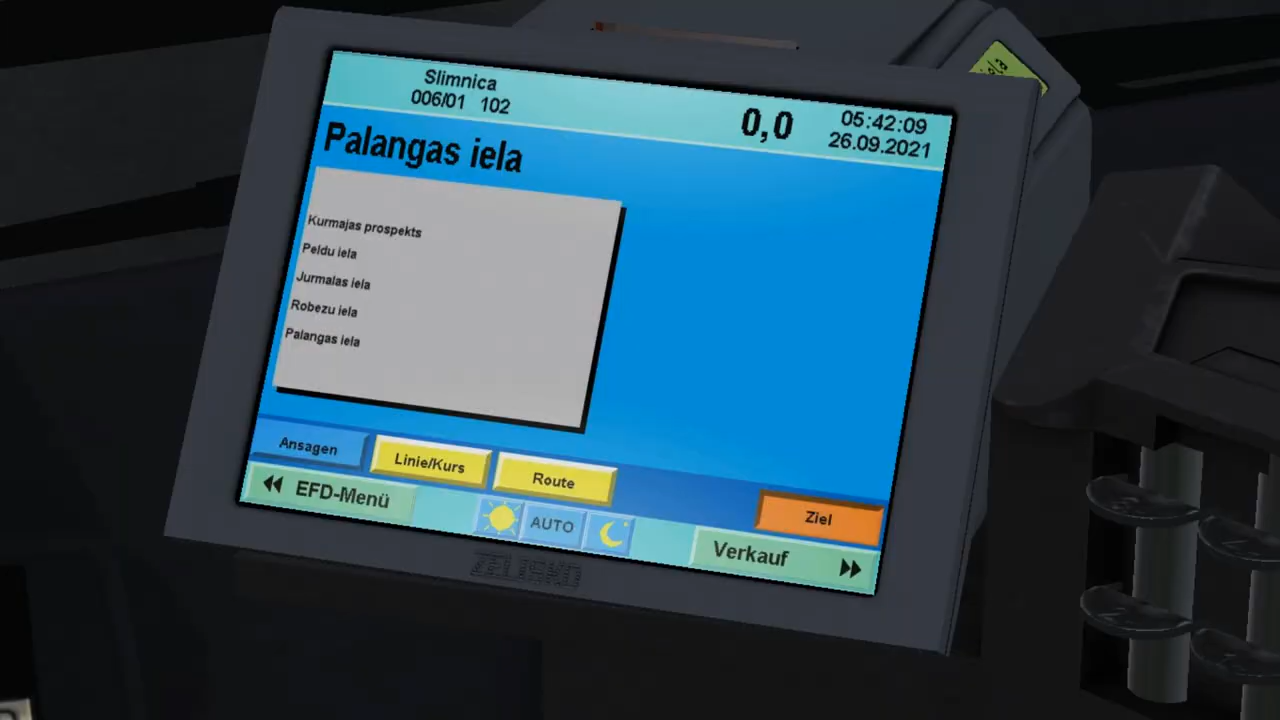 Slimnica
006/01 102
0,0
05:42:09
26.09.2021
Palangas iela
Kurmajas prospekts
Peldu iela
Jurmalas iela
Robezu iela
Palangas iela
Ansagen
Linie/Kurs
Route
Ziel
EFD-Menü
AUTO
Verkauf
ZELISKO